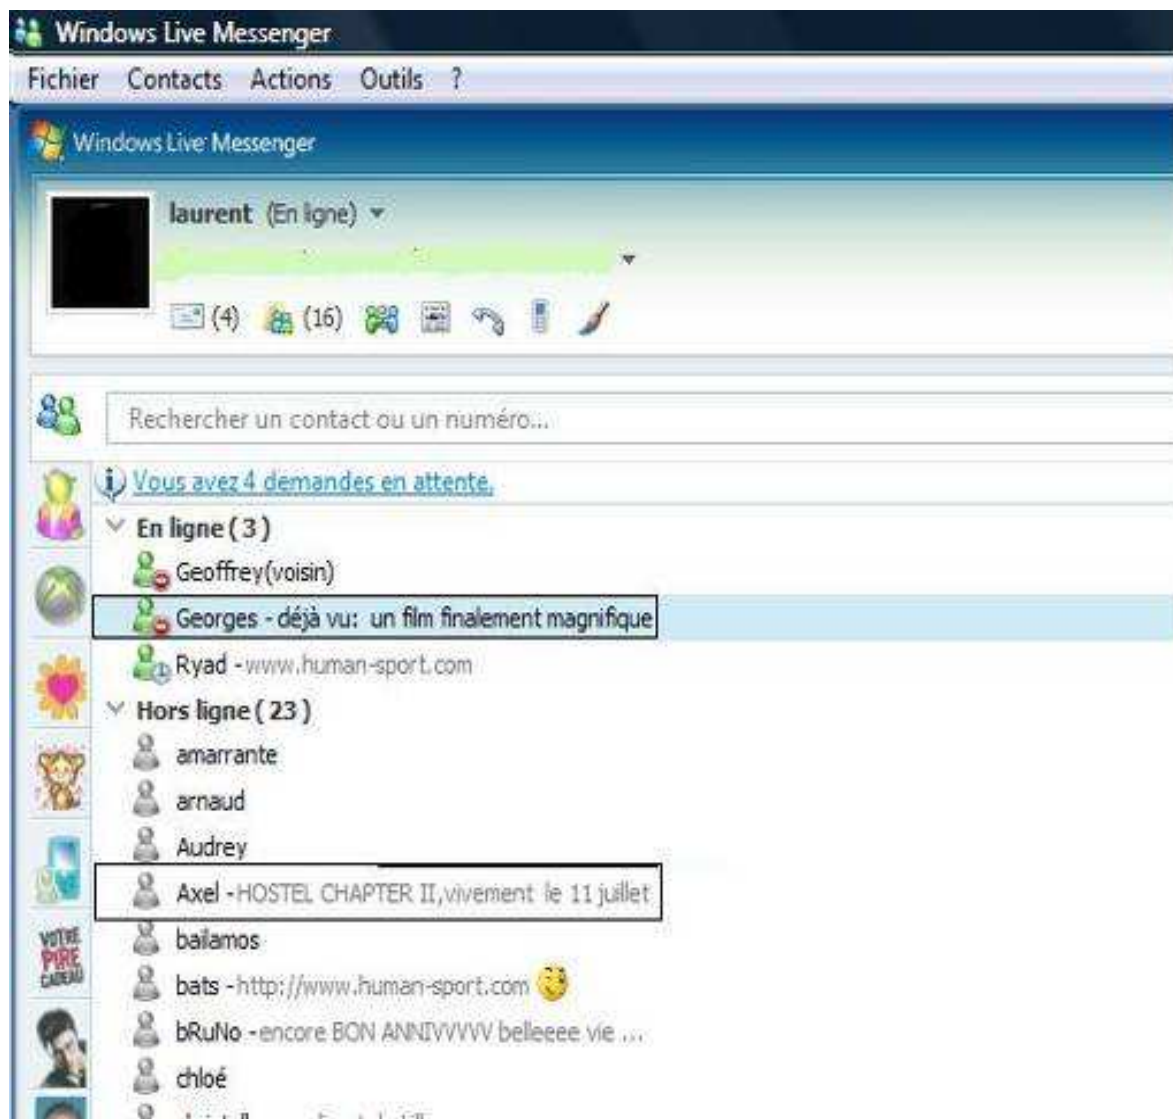 Windows Live Messenger
Fichier Contacts Actions Outils ?
Windows Live Messenger
laurent (En ligne)
(4) (16)
Rechercher un contact ou un numéro...
Vous avez 4 demandes en attente.
En ligne ( 3 )
Geoffrey(voisin)
Georges - déjà vu: un film finalement magnifique
Ryad - www.human-sport.com
Hors ligne ( 23 )
amarrante
arnaud
Audrey
Axel - HOSTEL CHAPTER II,vivement le 11 juillet
bailamos
VOTRE PIRE CADEAU
bats - http://www.human-sport.com
bRuNo - encore BON ANNIVVVVV belleeee vie ...
chloé